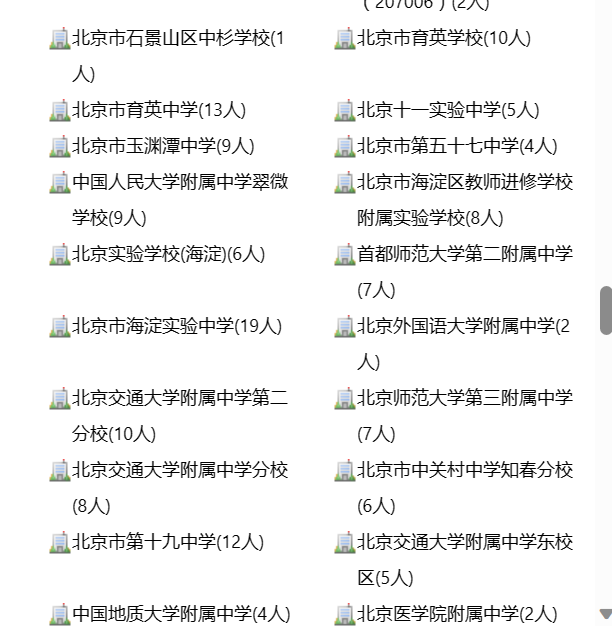 （207006）(2人)
北京市石景山区中杉学校(1
人)
北京市育英学校(10人)
北京市育英中学(13人)
北京十一实验中学(5人)
北京市玉渊潭中学(9人)
北京市第五十七中学(4人)
中国人民大学附属中学翠微
学校(9人)
北京市海淀区教师进修学校
附属实验学校(8人)
北京实验学校(海淀)(6人)
首都师范大学第二附属中学
(7人)
北京市海淀实验中学(19人)
北京外国语大学附属中学(2
人)
北京交通大学附属中学第二
分校(10人)
北京师范大学第三附属中学
(7人)
北京交通大学附属中学分校
(8人)
北京市中关村中学知春分校
(6人)
北京市第十九中学(12人)
北京交通大学附属中学东校
区(5人)
中国地质大学附属中学(4人)
北京医学院附属中学(2人)